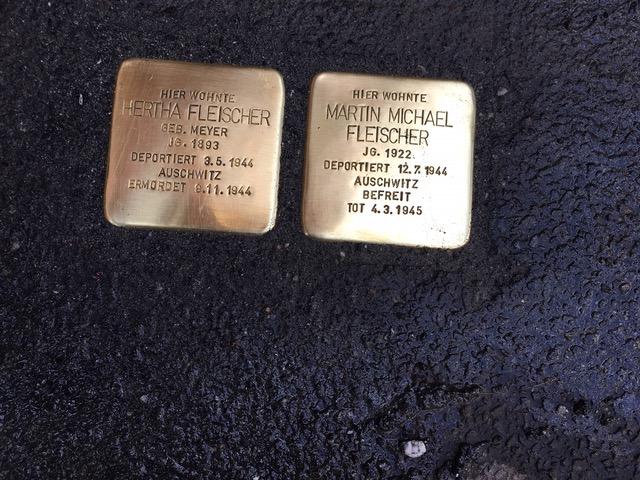 HIER WOHNTE
HERTHA FLEISCHER
GEB. MEYER
JG. 1893
DEPORTIERT 3.5.1944
AUSCHWITZ
ERMORDET 9.11.1944
HIER WOHNTE
MARTIN MICHAEL
FLEISCHER
JG. 1922
DEPORTIERT 12.7.1944
AUSCHWITZ
BEFREIT
TOT 4.3.1945